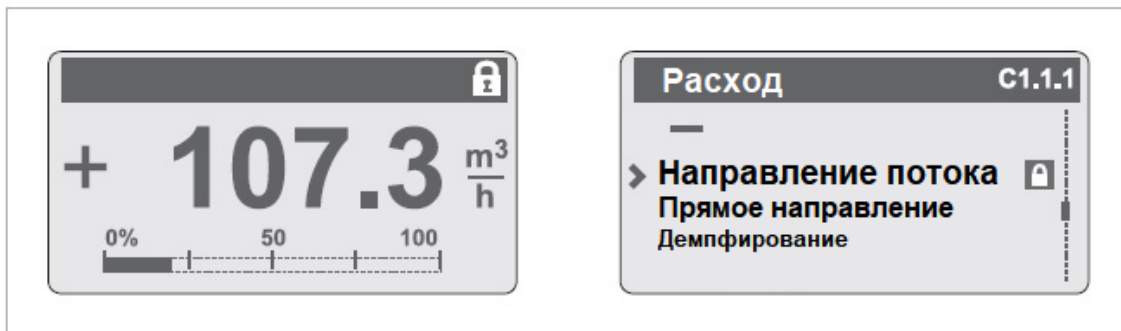 + 107.3 m³/h
0% 50 100
Расход C1.1.1
Направление потока
Прямое направление
Демпфирование